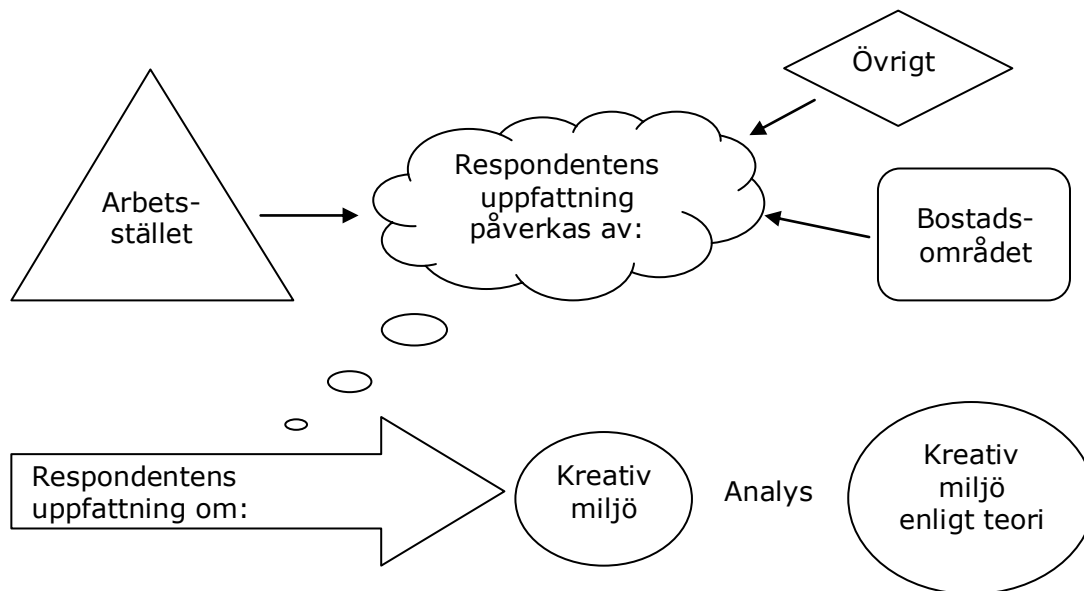 Övrigt
Arbets-
stället
Respondentens
uppfattning
påverkas av:
Bostads-
området
Respondentens
uppfattning om:
Kreativ
miljö
Analys
Kreativ
miljö
enligt teori